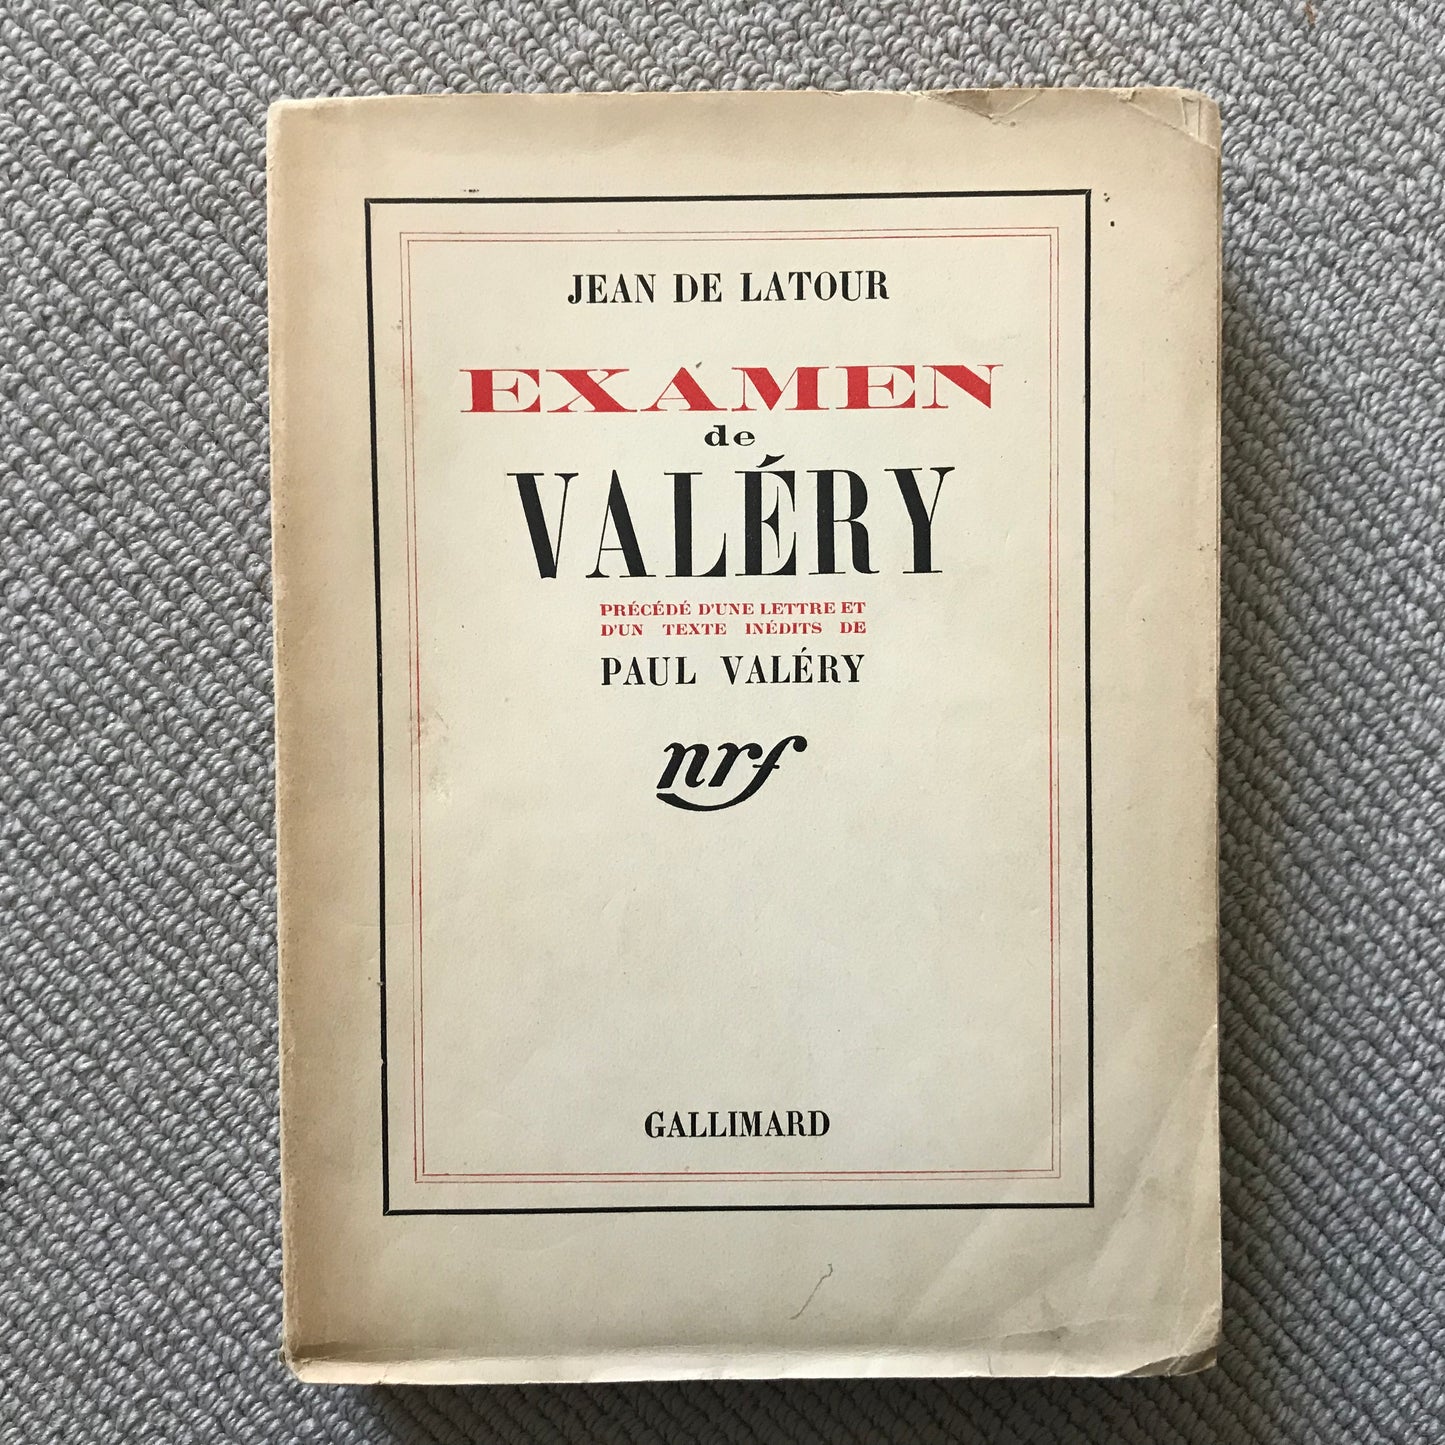 JEAN DE LATOUR
EXAMEN
de
VALÉRY
PRÉCÉDÉ D'UNE LETTRE ET
D'UN TEXTE INÉDITS DE
PAUL VALÉRY
nrf
GALLIMARD